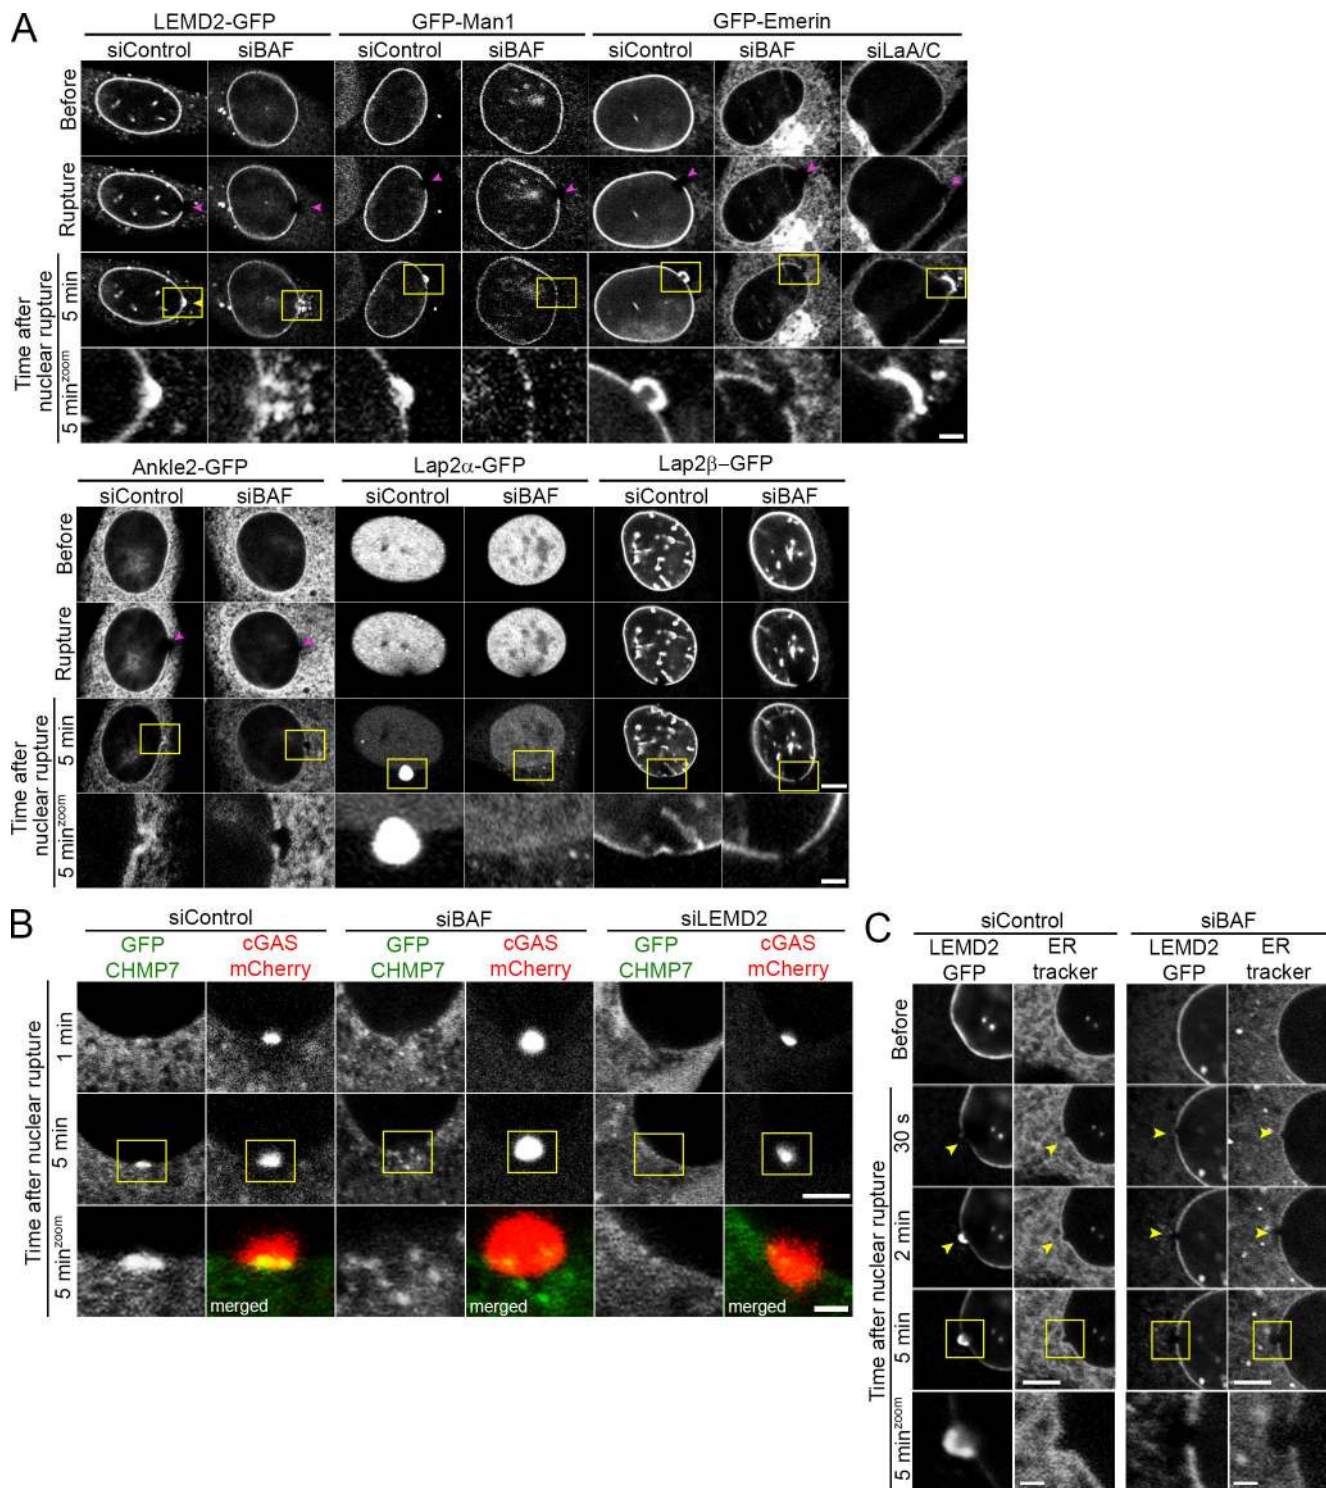 A
LEMD2-GFP GFP-Man1 GFP-Emerin
siControl siBAF siControl siBAF siControl siBAF siLaA/C
Before
Rupture
Time after nuclear rupture
5 min
5 min zoom
Ankle2-GFP Lap2α-GFP Lap2β–GFP
siControl siBAF siControl siBAF siControl siBAF
Before
Rupture
Time after nuclear rupture
5 min
5 min zoom
B
siControl siBAF siLEMD2
GFP cGAS GFP cGAS GFP cGAS
CHMP7 mCherry CHMP7 mCherry CHMP7 mCherry
Time after nuclear rupture
1 min
5 min
5 min zoom
merged merged merged
C
siControl siBAF
LEMD2 ER LEMD2 ER
GFP tracker GFP tracker
Before
Time after nuclear rupture
30 s
2 min
5 min
5 min zoom